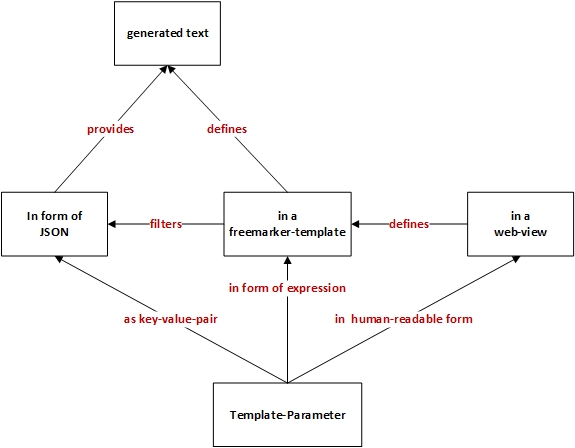 generated text
provides
defines
In form of
JSON
filters
in a
freemarker-template
defines
in a
web-view
in form of expression
as key-value-pair
in human-readable form
Template-Parameter